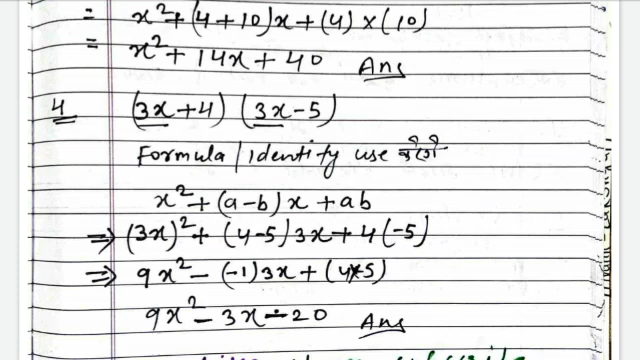 = x² + (4+10)x + (4) × (10)
= x² + 14x + 40 Ans
4 (3x+4) (3x-5)
Formula / Identify use करेंगे
x² + (a-b)x + ab
⇒ (3x)² + (4-5)3x + 4(-5)
⇒ 9x² - (-1)3x + (4×5)
9x² - 3x - 20 Ans